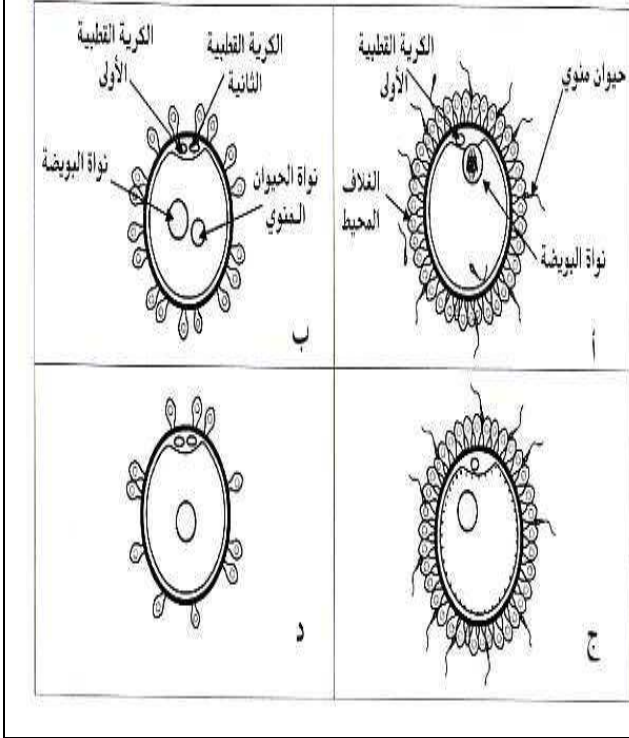 حيوان منوي
الكرية القطبية
الأولى
الغلاف
المحيط
نواة البويضة
أ
الكرية القطبية
الثانية
الكرية القطبية
الأولى
نواة البويضة
نواة الحيوان
المنوي
ب
ج
د